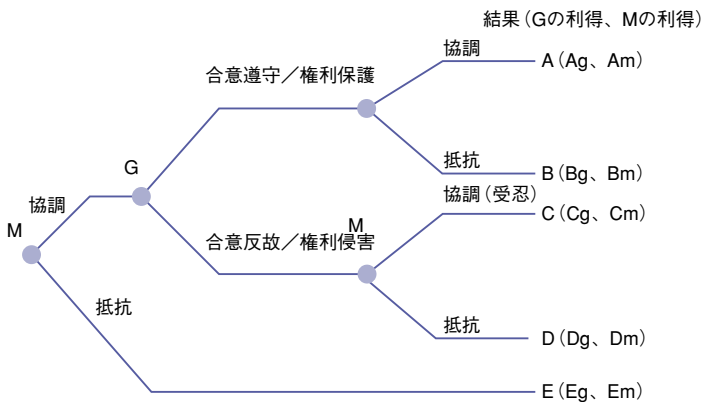 結果（Gの利得、Mの利得）
協調
A（Ag、Am）
合意遵守／権利保護
抵抗
B（Bg、Bm）
G
協調（受忍）
C（Cg、Cm）
協調
M
M
合意反故／権利侵害
抵抗
抵抗
D（Dg、Dm）
E（Eg、Em）